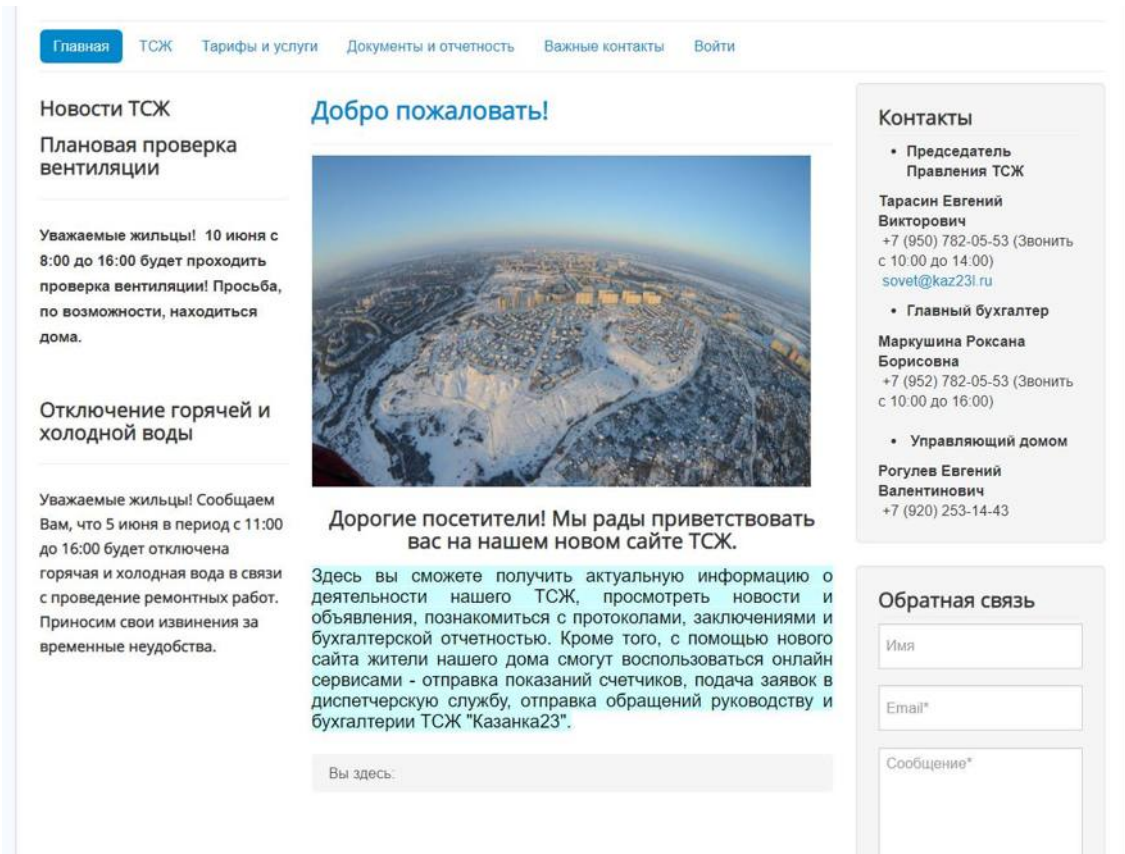 Главная ТСЖ Тарифы и услуги Документы и отчетность Важные контакты Войти
Новости ТСЖ
Плановая проверка
вентиляции
Уважаемые жильцы! 10 июня с
8:00 до 16:00 будет проходить
проверка вентиляции! Просьба,
по возможности, находиться
дома.
Отключение горячей и
холодной воды
Уважаемые жильцы! Сообщаем
Вам, что 5 июня в период с 11:00
до 16:00 будет отключена
горячая и холодная вода в связи
с проведение ремонтных работ.
Приносим свои извинения за
временные неудобства.
Добро пожаловать!
Дорогие посетители! Мы рады приветствовать
вас на нашем новом сайте ТСЖ.
Здесь вы сможете получить актуальную информацию о
деятельности нашего ТСЖ, просмотреть новости и
объявления, познакомиться с протоколами, заключениями и
бухгалтерской отчетностью. Кроме того, с помощью нового
сайта жители нашего дома смогут воспользоваться онлайн
сервисами - отправка показаний счетчиков, подача заявок в
диспетчерскую службу, отправка обращений руководству и
бухгалтерии ТСЖ "Казанка23".
Вы здесь:
Контакты
• Председатель
Правления ТСЖ
Тарасин Евгений
Викторович
+7 (950) 782-05-53 (Звонить
с 10:00 до 14:00)
sovet@kaz23l.ru
• Главный бухгалтер
Маркушина Роксана
Борисовна
+7 (952) 782-05-53 (Звонить
с 10:00 до 16:00)
• Управляющий домом
Рогулев Евгений
Валентинович
+7 (920) 253-14-43
Обратная связь
Имя
Email*
Сообщение*